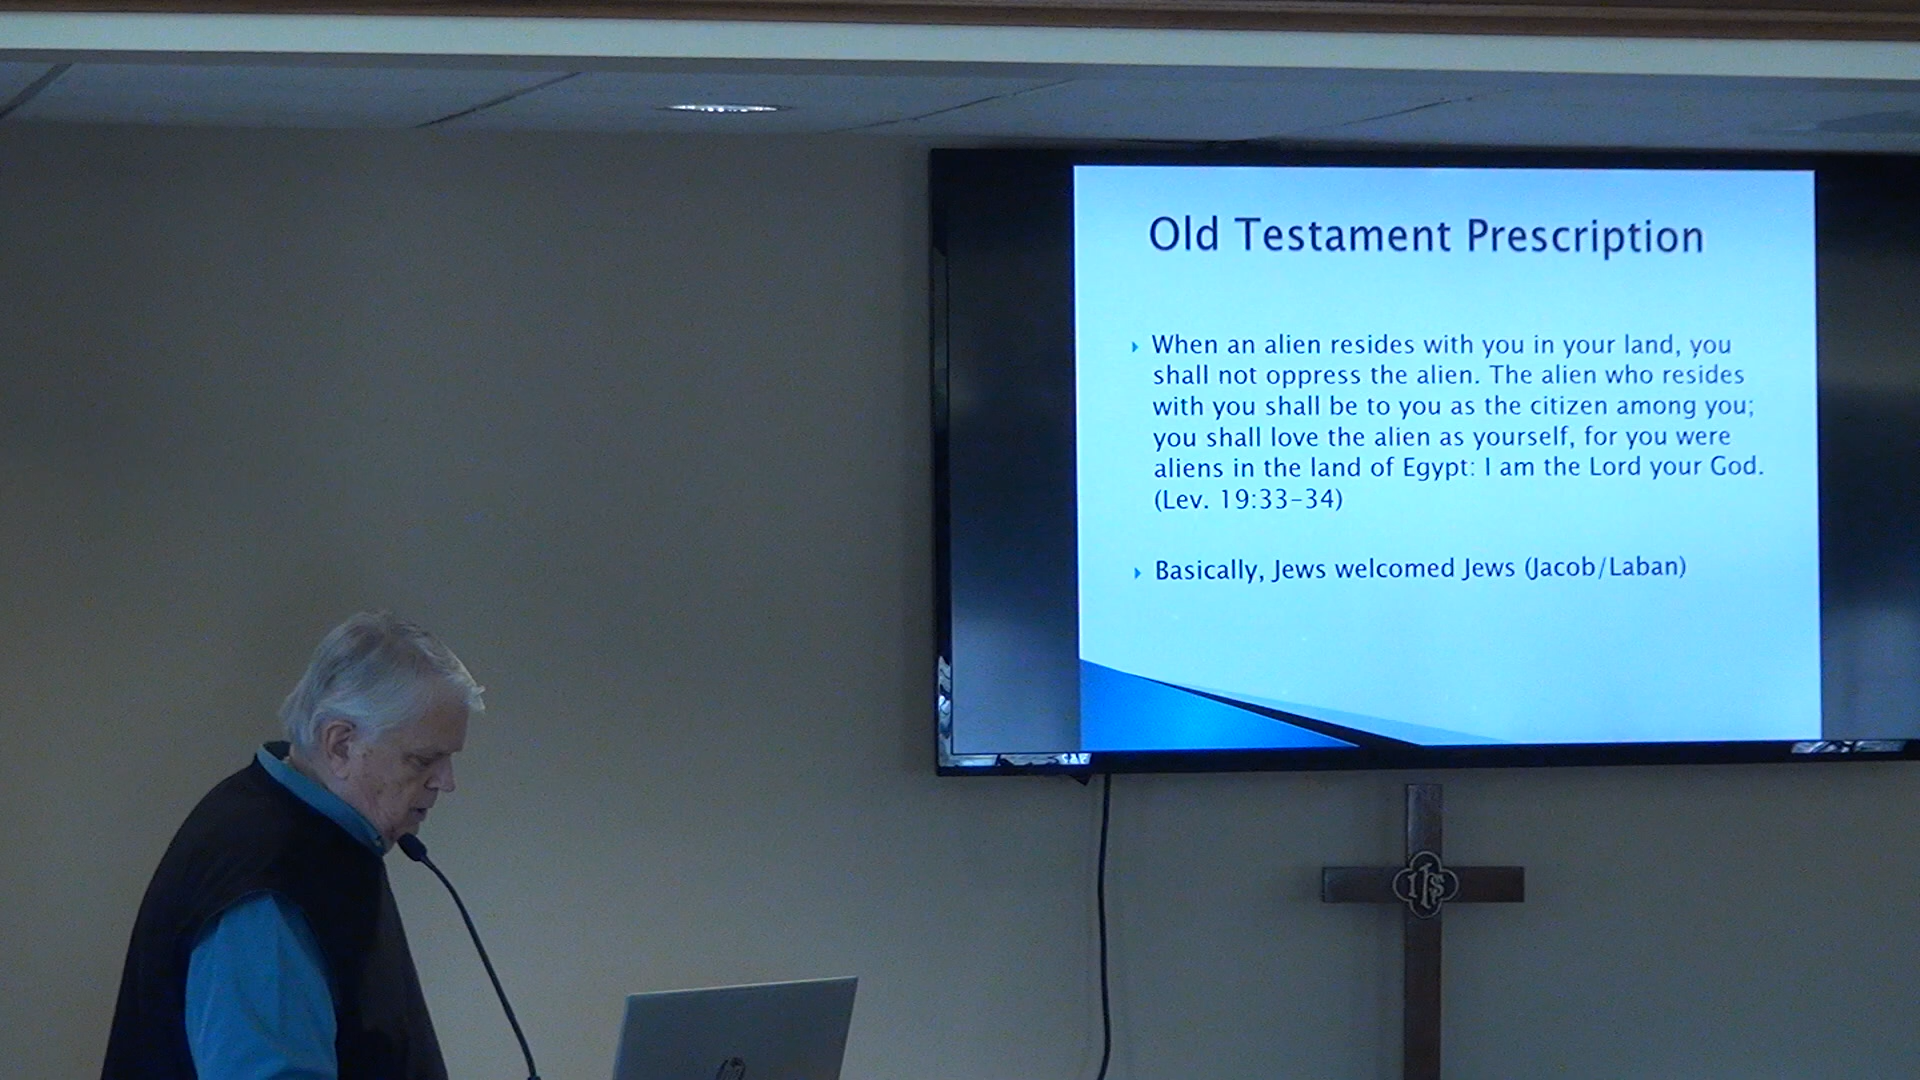 Old Testament Prescription
When an alien resides with you in your land, you
shall not oppress the alien. The alien who resides
with you shall be to you as the citizen among you;
you shall love the alien as yourself, for you were
aliens in the land of Egypt: I am the Lord your God.
(Lev. 19:33-34)
Basically, Jews welcomed Jews (Jacob/Laban)
IHS